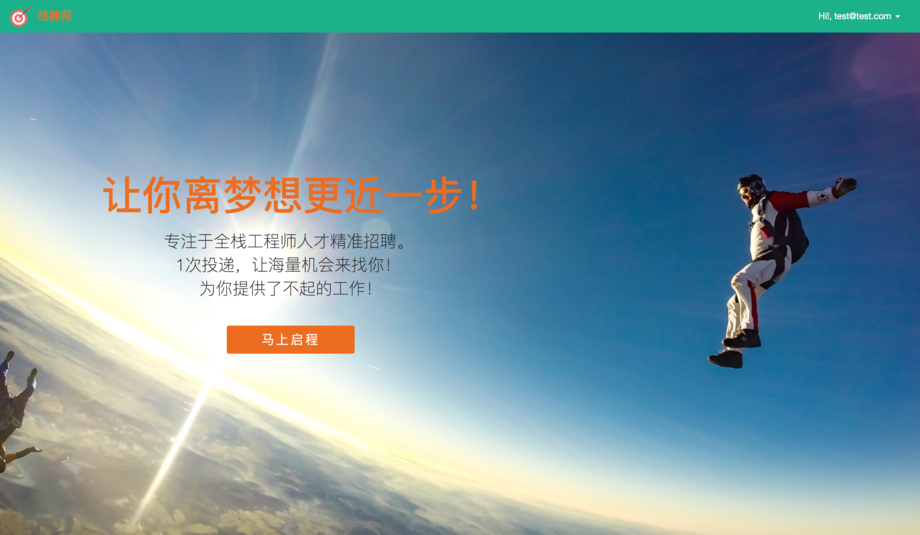 栈聘网
Hi!, test@test.com
让你离梦想更近一步!
专注于全栈工程师人才精准招聘。
1次投递，让海量机会来找你!
为你提供了不起的工作!
马上启程